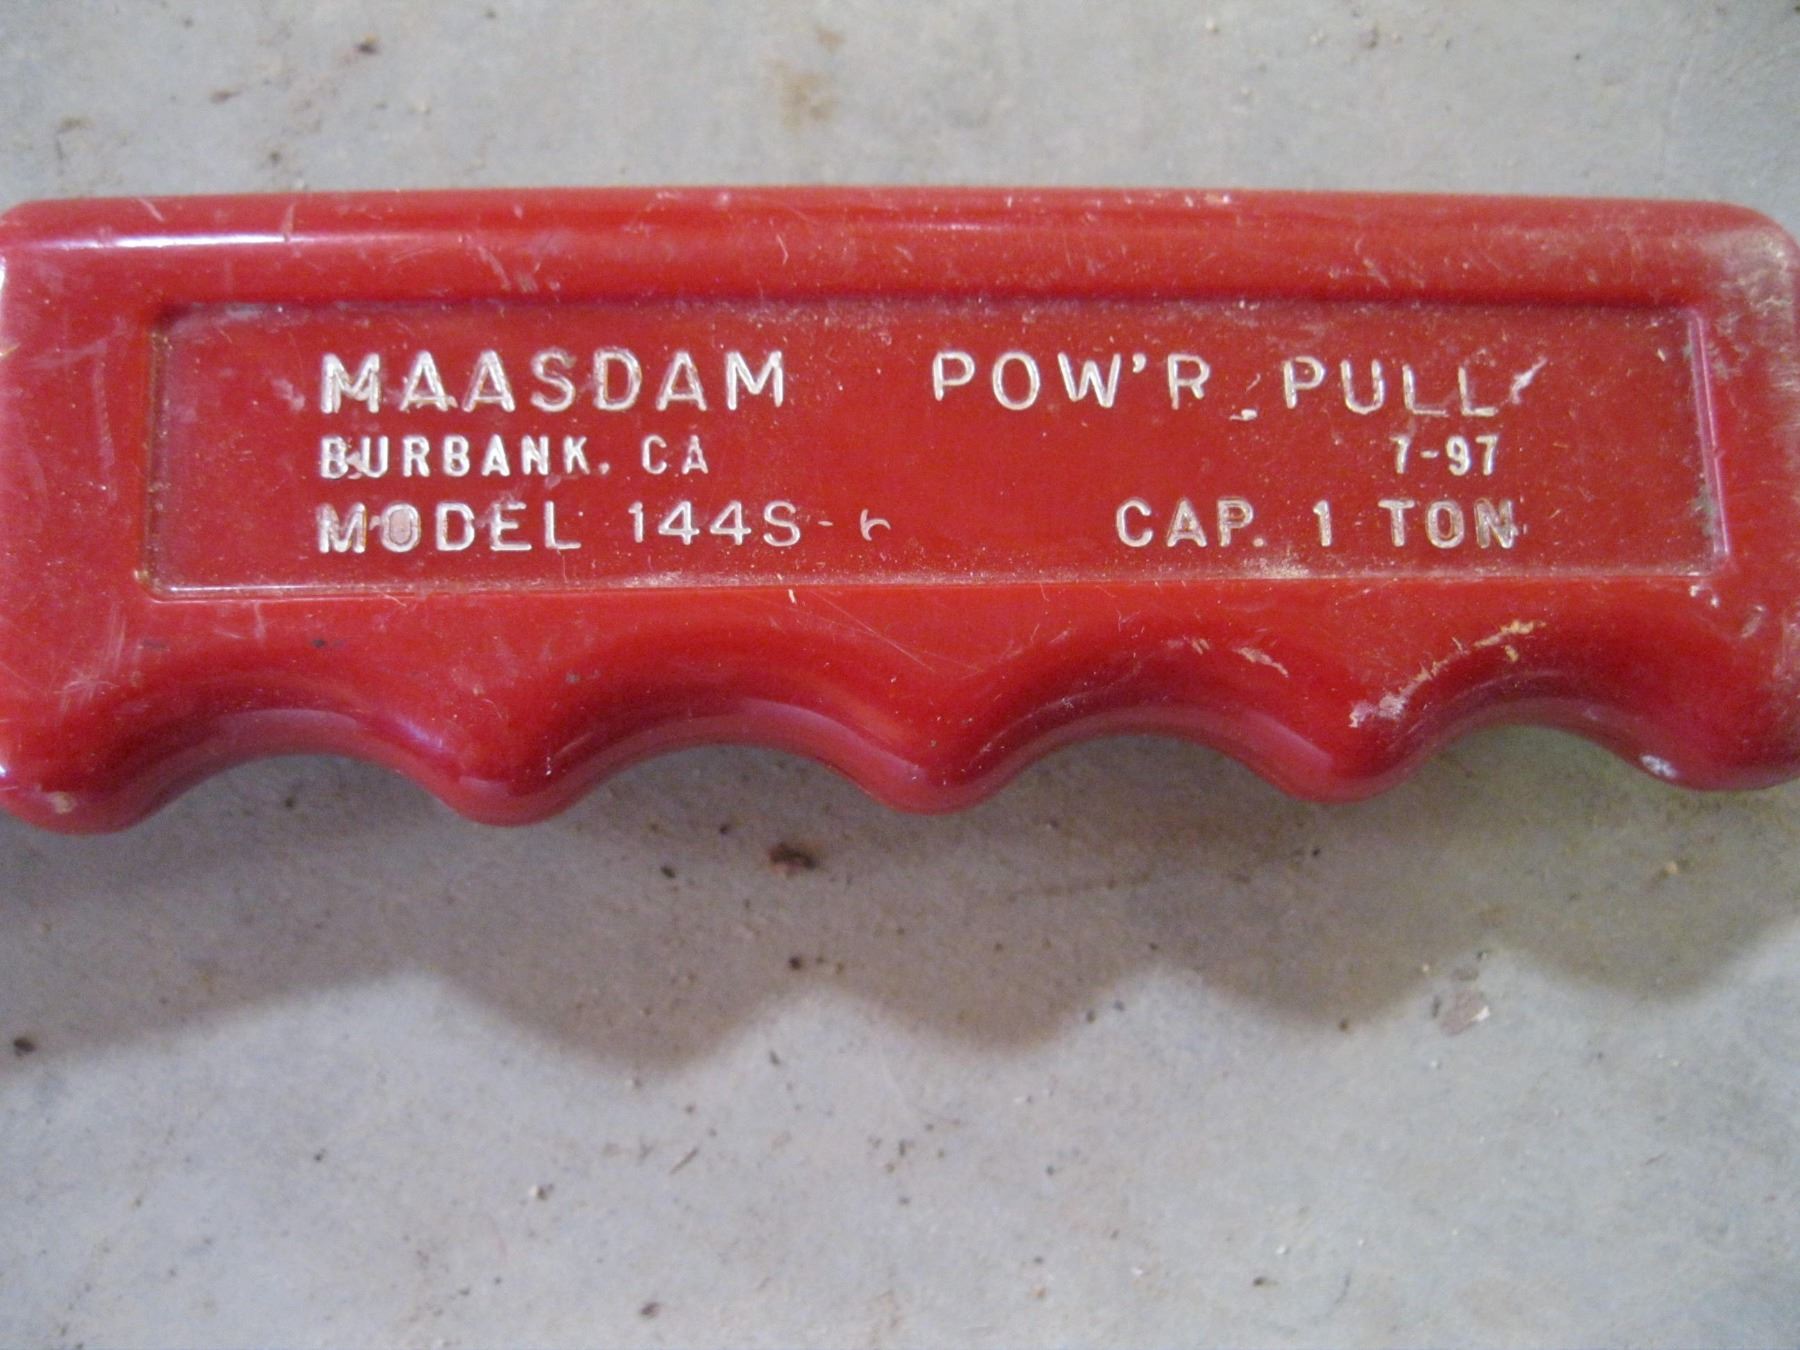 MAASDAM POW'R PULL
BURBANK, CA 7-97
MODEL 144S- CAP. 1 TON